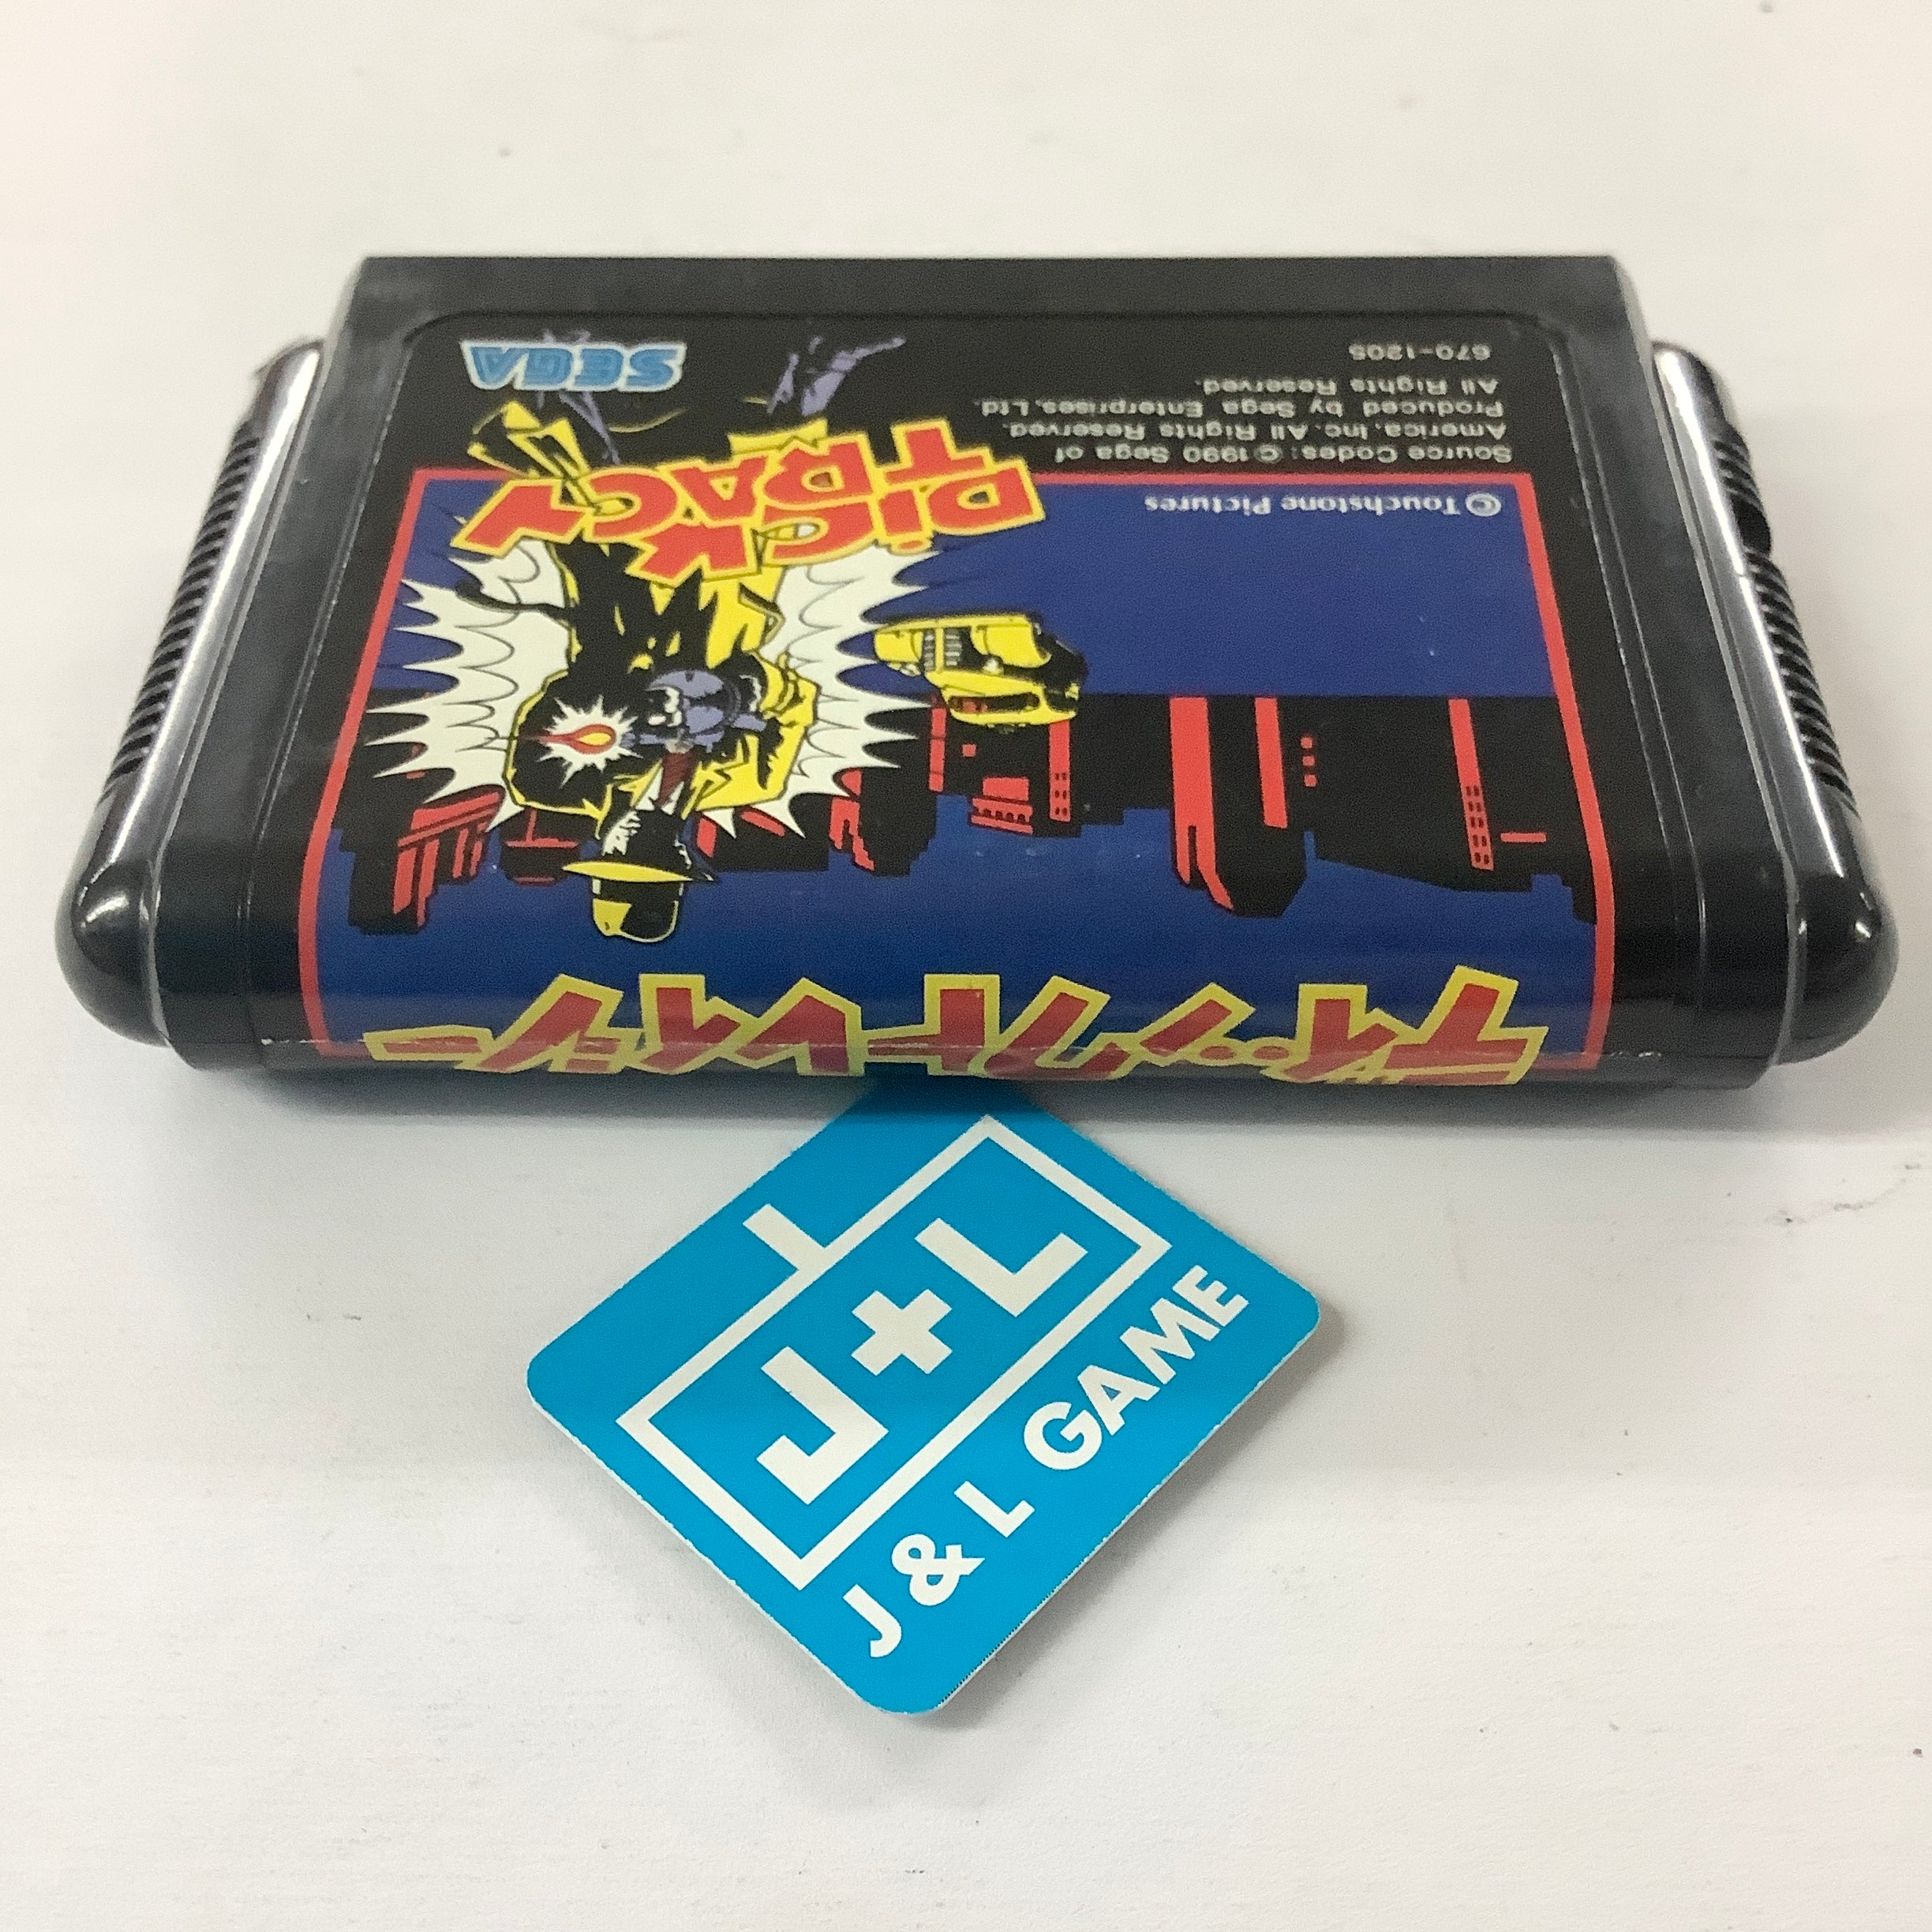 ディック・トレイシー
© Touchstone Pictures
DICK
TRACY
Source Codes: © 1990 Sega of
America, Inc. All Rights Reserved.
Produced by Sega Enterprises, Ltd.
All Rights Reserved.
670-1205
SEGA
J+L
J & L GAME